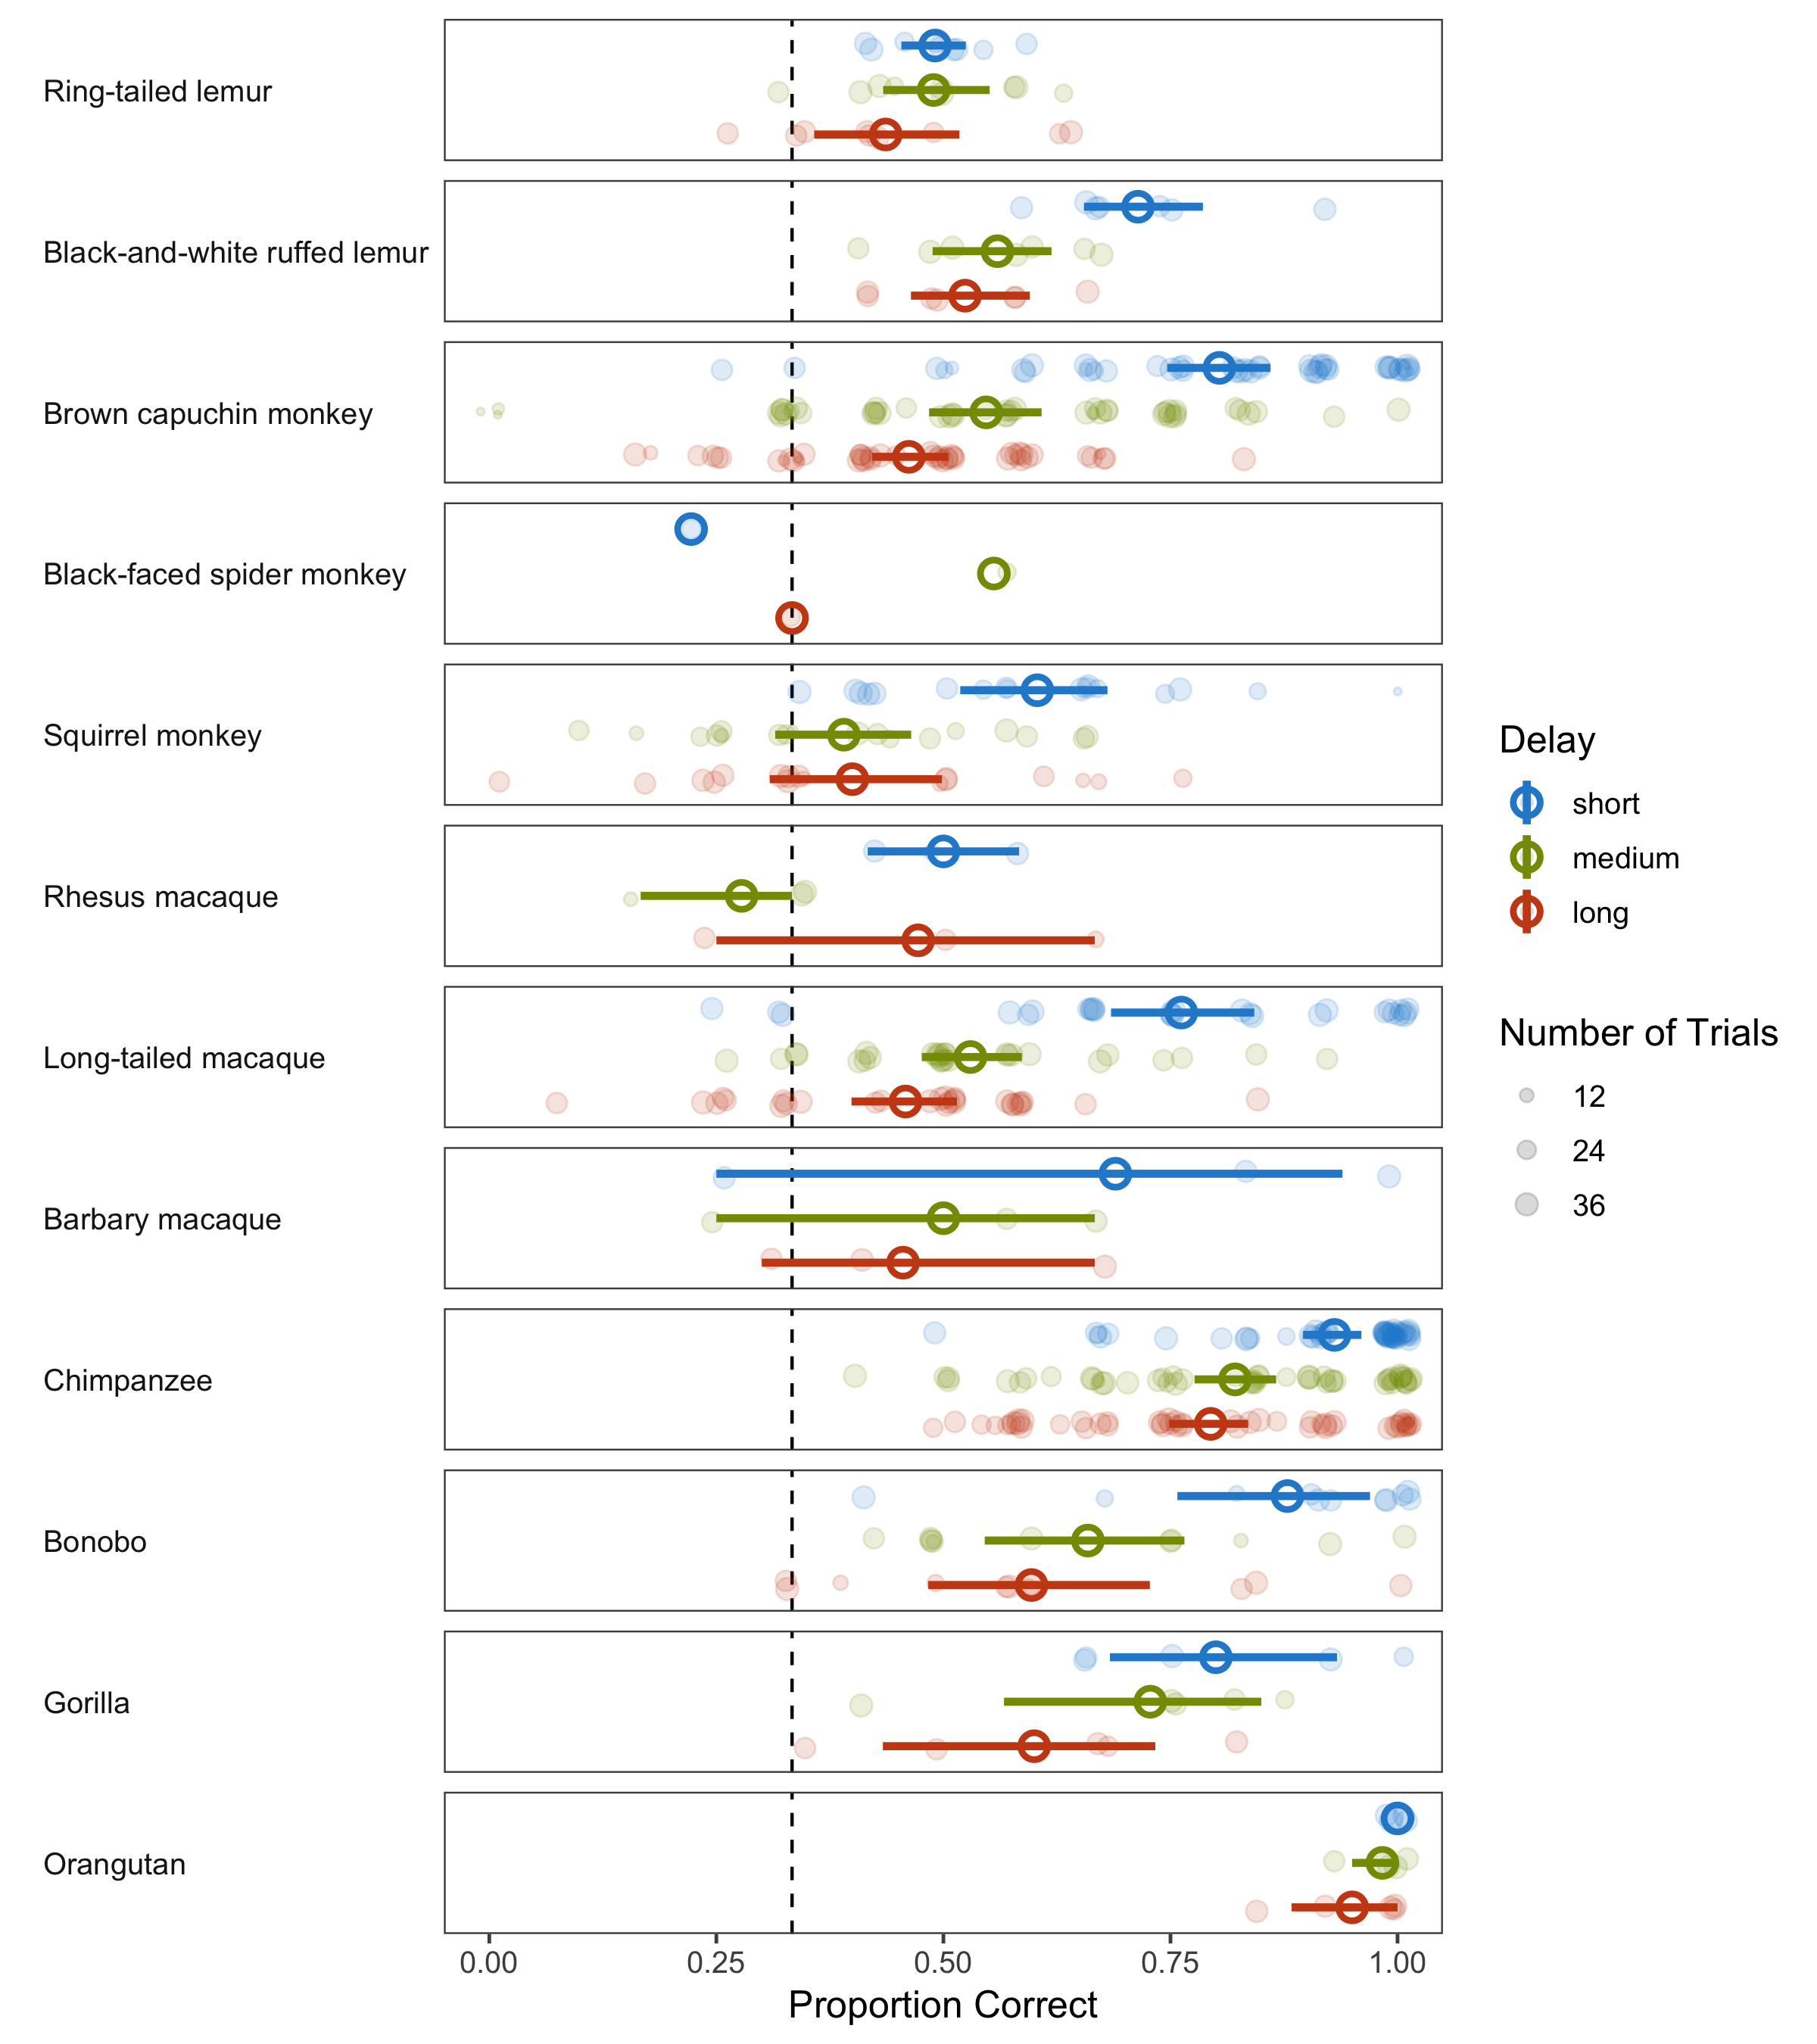 Ring-tailed lemur
Black-and-white ruffed lemur
Brown capuchin monkey
Black-faced spider monkey
Squirrel monkey
Rhesus macaque
Long-tailed macaque
Barbary macaque
Chimpanzee
Bonobo
Gorilla
Orangutan
0.00 0.25 0.50 0.75 1.00
Proportion Correct
Delay
short
medium
long
Number of Trials
12
24
36